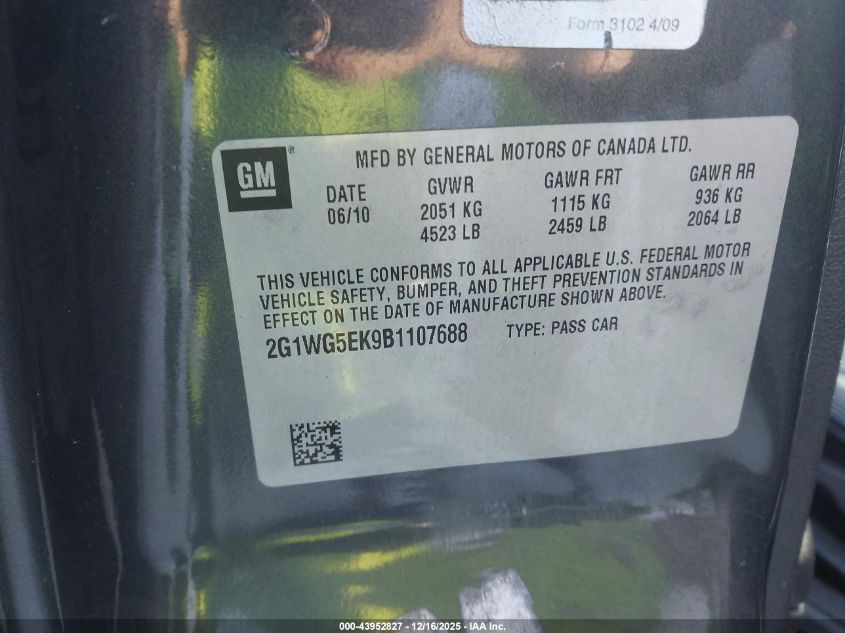 Form 3102 4/09
GM ®
MFD BY GENERAL MOTORS OF CANADA LTD.
DATE GVWR GAWR FRT GAWR RR
06/10 2051 KG 1115 KG 936 KG
4523 LB 2459 LB 2064 LB
THIS VEHICLE CONFORMS TO ALL APPLICABLE U.S. FEDERAL MOTOR
VEHICLE SAFETY, BUMPER, AND THEFT PREVENTION STANDARDS IN
EFFECT ON THE DATE OF MANUFACTURE SHOWN ABOVE.
2G1WG5EK9B1107688 TYPE: PASS CAR
000-43952827 - 12/16/2025 - IAA Inc.